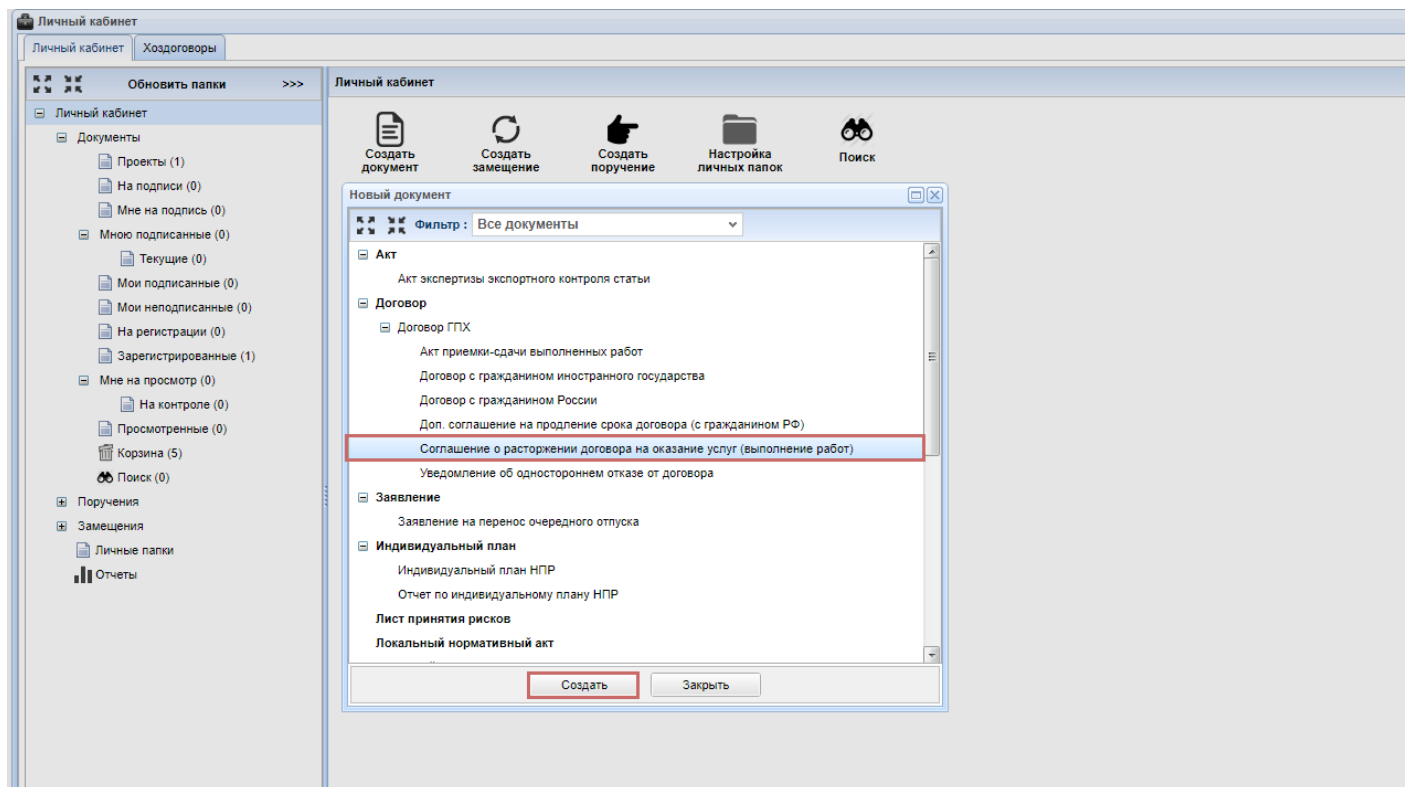 Личный кабинет
Личный кабинет Хоздоговоры
Обновить папки >>>
Личный кабинет
Документы
Проекты (1)
На подписи (0)
Мне на подпись (0)
Мною подписанные (0)
Текущие (0)
Мои подписанные (0)
Мои неподписанные (0)
На регистрации (0)
Зарегистрированные (1)
Мне на просмотр (0)
На контроле (0)
Просмотренные (0)
Корзина (5)
Поиск (0)
Поручения
Замещения
Личные папки
Отчеты
Личный кабинет
Создать документ
Создать замещение
Создать поручение
Настройка личных папок
Поиск
Новый документ
Фильтр : Все документы
Акт
Акт экспертизы экспортного контроля статьи
Договор
Договор ГПХ
Акт приемки-сдачи выполненных работ
Договор с гражданином иностранного государства
Договор с гражданином России
Доп. соглашение на продление срока договора (с гражданином РФ)
Соглашение о расторжении договора на оказание услуг (выполнение работ)
Уведомление об одностороннем отказе от договора
Заявление
Заявление на перенос очередного отпуска
Индивидуальный план
Индивидуальный план НПР
Отчет по индивидуальному плану НПР
Лист принятия рисков
Локальный нормативный акт
Создать Закрыть